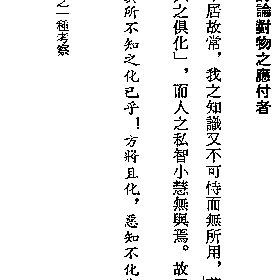 論對物之應付者
居故常，我之知識又不可恃而無所用，
之俱化」，而人之私智小慧無與焉。故
所不知之化已乎！方將且化，惡知不化
之一種考察